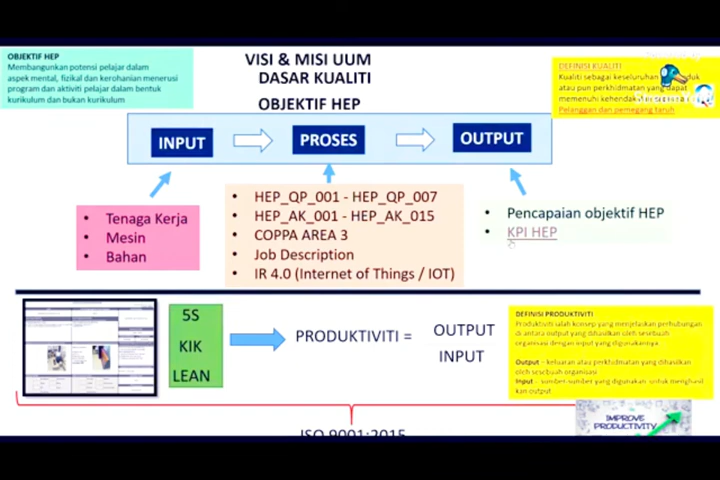 OBJEKTIF HEP
Membangunkan potensi pelajar dalam
aspek mental, fizikal dan kerohanian menerusi
program dan aktiviti pelajar dalam bentuk
kurikulum dan bukan kurikulum
VISI & MISI UUM
DASAR KUALITI
OBJEKTIF HEP
DEFINISI KUALITI
Kualiti sebagai keseluruhan
atau pun perkhidmatan yang dapat
memenuhi kehendak
Pelanggan dan pemegang taruh
INPUT
PROSES
OUTPUT
• Tenaga Kerja
• Mesin
• Bahan
• HEP_QP_001 - HEP_QP_007
• HEP_AK_001 - HEP_AK_015
• COPPA AREA 3
• Job Description
• IR 4.0 (Internet of Things / IOT)
• Pencapaian objektif HEP
• KPI HEP
5S
KIK
LEAN
PRODUKTIVITI =
OUTPUT
INPUT
DEFINISI PRODUKTIVITI
Produktiviti ialah konsep yang menjelaskan perhubungan
di antara output yang dihasilkan oleh sesebuah
organisasi dengan input yang digunakannya
Output – keluaran atau perkhidmatan yang dihasilkan
oleh sesebuah organisasi
Input – sumber-sumber yang digunakan untuk menghasil
kan output
IMPROVE
PRODUCTIVITY
ISO 9001:2015